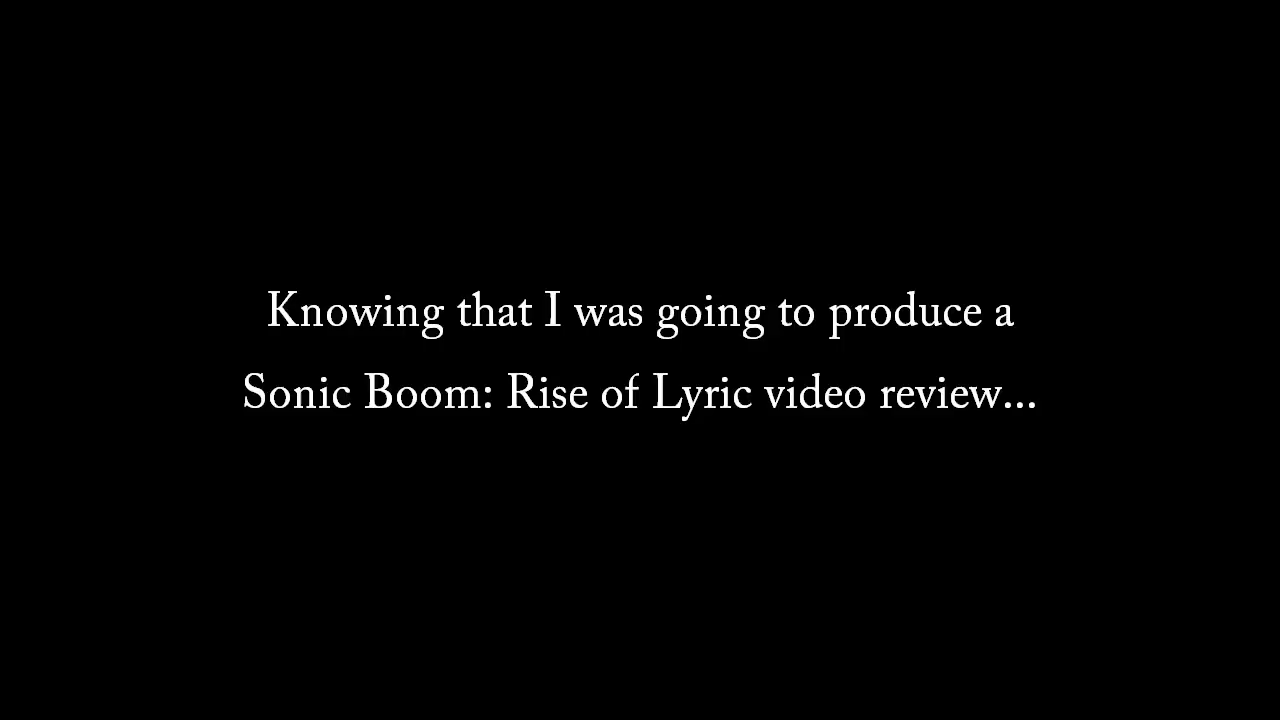 Knowing that I was going to produce a
Sonic Boom: Rise of Lyric video review...